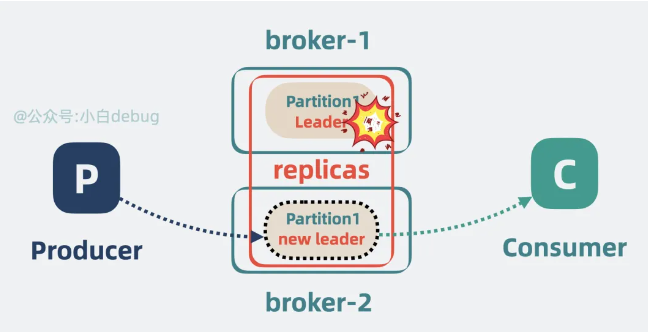 broker-1
@公众号:小白debug
Partition1
Leader
P
replicas
C
Partition1
new leader
Producer
Consumer
broker-2